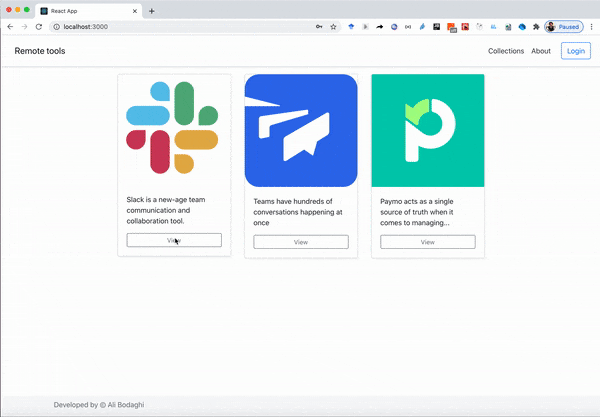 React App
localhost:3000
Paused
Remote tools
Collections
About
Login
Slack is a new-age team
communication and
collaboration tool.
View
Teams have hundreds of
conversations happening at
once
View
Paymo acts as a single
source of truth when it
comes to managing...
View
Developed by © Ali Bodaghi